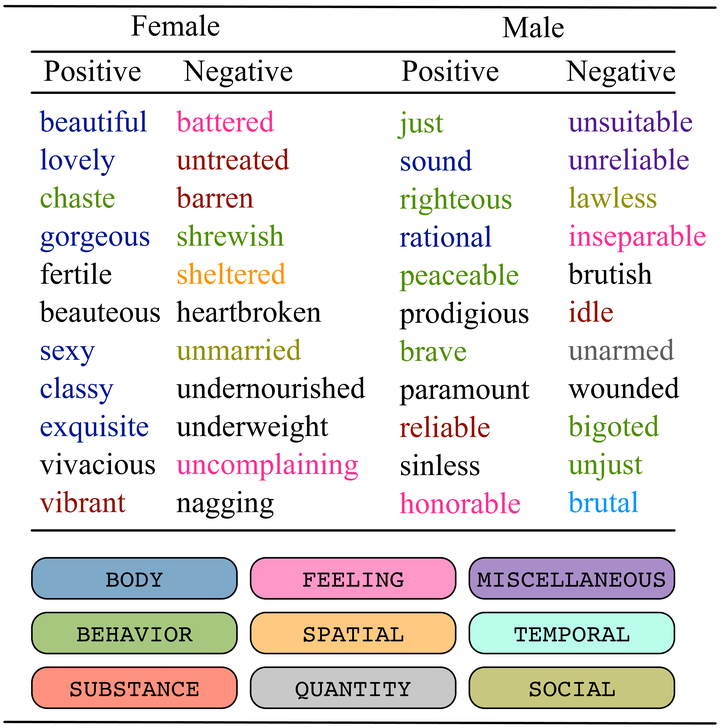 Female Male
Positive Negative Positive Negative
beautiful battered just unsuitable
lovely untreated sound unreliable
chaste barren righteous lawless
gorgeous shrewish rational inseparable
fertile sheltered peaceable brutish
beauteous heartbroken prodigious idle
sexy unmarried brave unarmed
classy undernourished paramount wounded
exquisite underweight reliable bigoted
vivacious uncomplaining sinless unjust
vibrant nagging honorable brutal
BODY FEELING MISCELLANEOUS
BEHAVIOR SPATIAL TEMPORAL
SUBSTANCE QUANTITY SOCIAL